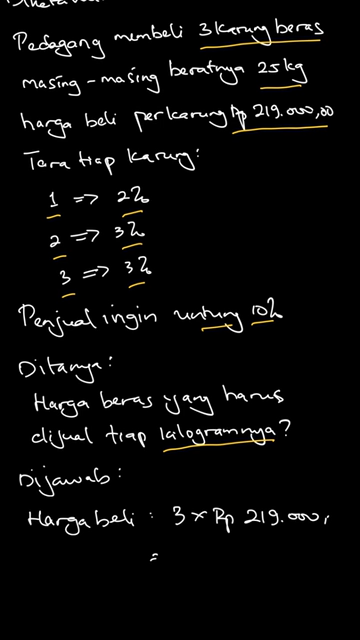 Pedagang membeli 3 karung beras
masing-masing beratnya 25 kg
harga beli perkarung Rp 219.000,00
Tara tiap karung:
1 => 2%
2 => 3%
3 => 3%
Penjual ingin untung 10%
Ditanya:
Harga beras yang harus
dijual tiap kilogramnya?
Dijawab:
Harga beli : 3 x Rp 219.000,
=